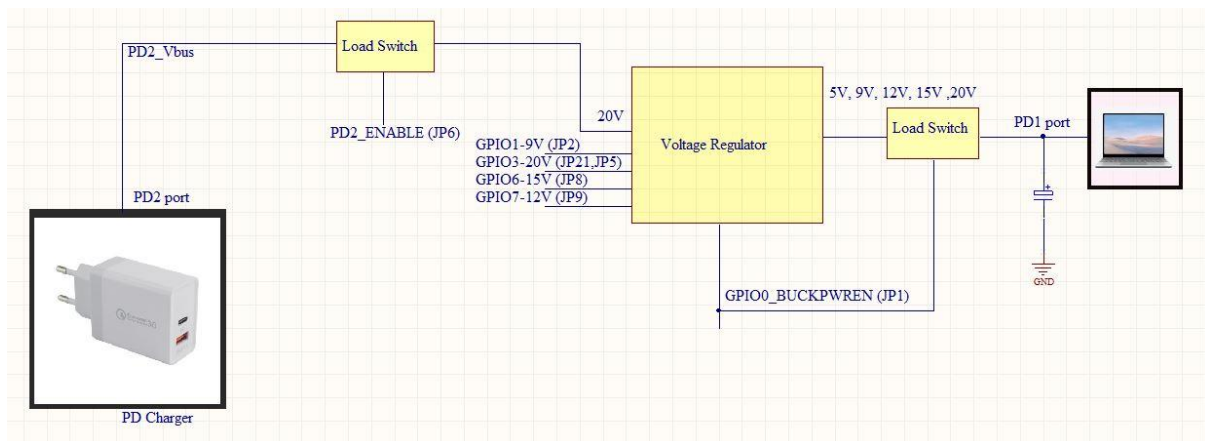 PD2_Vbus
Load Switch
PD2_ENABLE (JP6)
20V
GPIO1-9V (JP2)
GPIO3-20V (JP21,JP5)
GPIO6-15V (JP8)
GPIO7-12V (JP9)
Voltage Regulator
5V, 9V, 12V, 15V ,20V
Load Switch
PD1 port
+
GND
GPIO0_BUCKPWREN (JP1)
PD2 port
PD Charger